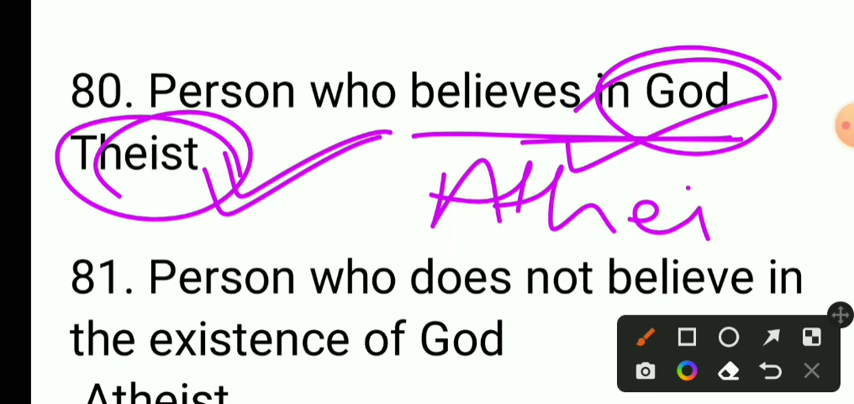 80. Person who believes in God
Theist
Athei
81. Person who does not believe in
the existence of God
Atheist